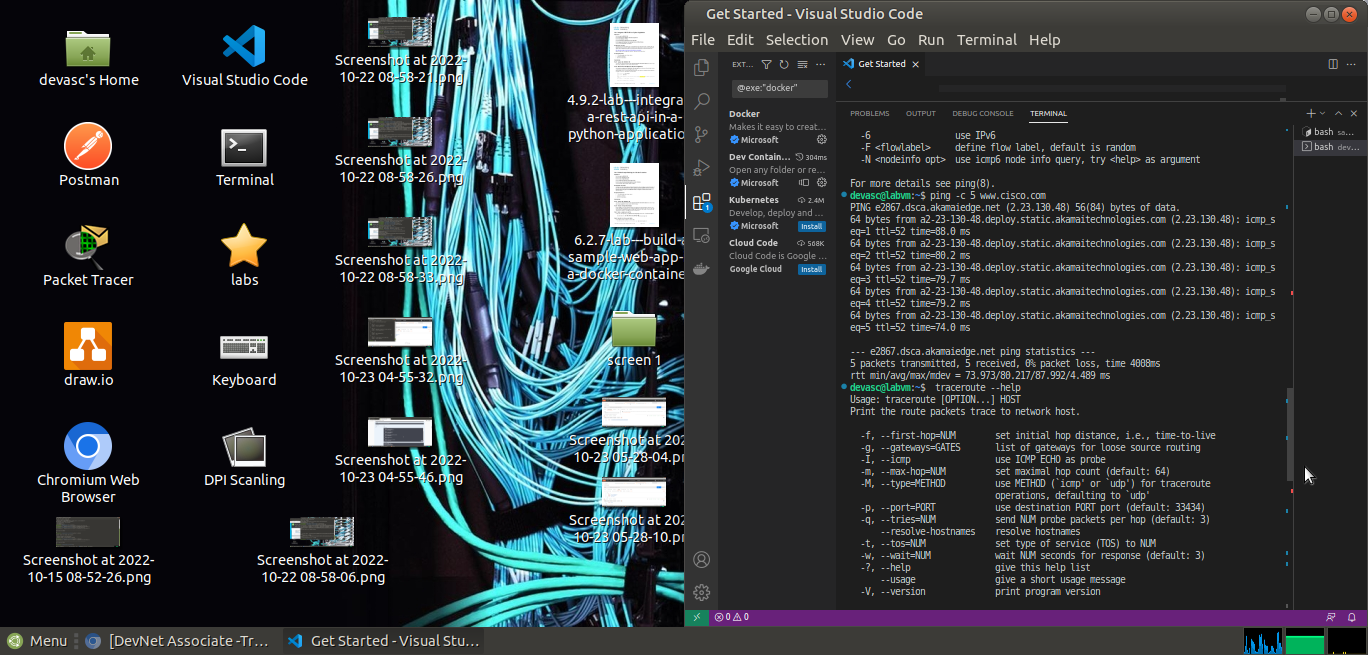 devasc's Home
Visual Studio Code
Postman
Terminal
Packet Tracer
labs
draw.io
Keyboard
Chromium Web
Browser
DPI Scanling
Screenshot at 2022-
10-15 08-52-26.png
Screenshot at 2022-
10-22 08-58-06.png
Screenshot at 2022-
10-22 08-58-21.png
Screenshot at 2022-
10-22 08-58-26.png
Screenshot at 2022-
10-22 08-58-33.png
Screenshot at 2022-
10-23 04-55-32.png
Screenshot at 2022-
10-23 04-55-46.png
4.9.2-lab---integra
a-rest-api-in-a-
python-applicatio
6.2.7-lab---build-a
sample-web-app-
a-docker-containe
screen 1
Screenshot at 202
10-23 05-28-04.pn
Screenshot at 202
10-23 05-28-10.pn
Get Started - Visual Studio Code
File Edit Selection View Go Run Terminal Help
EXT...
@exe:"docker"
Docker
Makes it easy to creat...
Microsoft
Dev Contain... 304ms
Open any folder or re...
Microsoft
Kubernetes 2.4M
Develop, deploy and ...
Microsoft Install
Cloud Code 568K
Cloud Code is Google ...
Google Cloud Install
1
Get Started
PROBLEMS OUTPUT DEBUG CONSOLE TERMINAL
bash sa...
bash dev...
-6 use IPv6
-F <flowlabel> define flow label, default is random
-N <nodeinfo opt> use icmp6 node info query, try <help> as argument
For more details see ping(8).
devasc@labvm:~$ ping -c 5 www.cisco.com
PING e2867.dsca.akamaiedge.net (2.23.130.48) 56(84) bytes of data.
64 bytes from a2-23-130-48.deploy.static.akamaitechnologies.com (2.23.130.48): icmp_s
eq=1 ttl=52 time=88.0 ms
64 bytes from a2-23-130-48.deploy.static.akamaitechnologies.com (2.23.130.48): icmp_s
eq=2 ttl=52 time=80.2 ms
64 bytes from a2-23-130-48.deploy.static.akamaitechnologies.com (2.23.130.48): icmp_s
eq=3 ttl=52 time=79.7 ms
64 bytes from a2-23-130-48.deploy.static.akamaitechnologies.com (2.23.130.48): icmp_s
eq=4 ttl=52 time=79.2 ms
64 bytes from a2-23-130-48.deploy.static.akamaitechnologies.com (2.23.130.48): icmp_s
eq=5 ttl=52 time=74.0 ms
--- e2867.dsca.akamaiedge.net ping statistics ---
5 packets transmitted, 5 received, 0% packet loss, time 4008ms
rtt min/avg/max/mdev = 73.973/80.217/87.992/4.489 ms
devasc@labvm:~$ traceroute --help
Usage: traceroute [OPTION...] HOST
Print the route packets trace to network host.
-f, --first-hop=NUM set initial hop distance, i.e., time-to-live
-g, --gateways=GATES list of gateways for loose source routing
-I, --icmp use ICMP ECHO as probe
-m, --max-hop=NUM set maximal hop count (default: 64)
-M, --type=METHOD use METHOD (`icmp' or `udp') for traceroute
operations, defaulting to `udp'
-p, --port=PORT use destination PORT port (default: 33434)
-q, --tries=NUM send NUM probe packets per hop (default: 3)
--resolve-hostnames resolve hostnames
-t, --tos=NUM set type of service (TOS) to NUM
-w, --wait=NUM wait NUM seconds for response (default: 3)
-?, --help give this help list
--usage give a short usage message
-V, --version print program version
0 0
Menu
[DevNet Associate -Tr...
Get Started - Visual Stu...